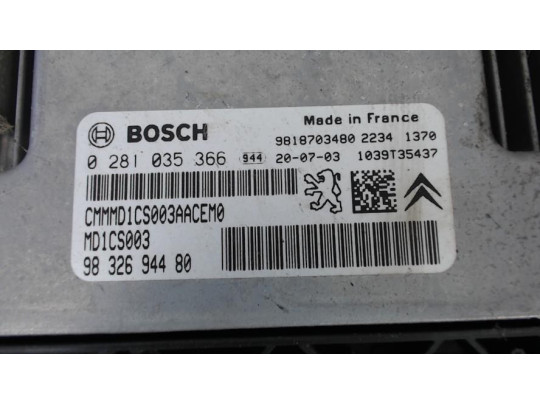 Made in France
BOSCH 9818703480 2234 1370
0 281 035 366 944 20-07-03 1039T35437
CMMMD1CS003AACEM0
MD1CS003
98 326 944 80